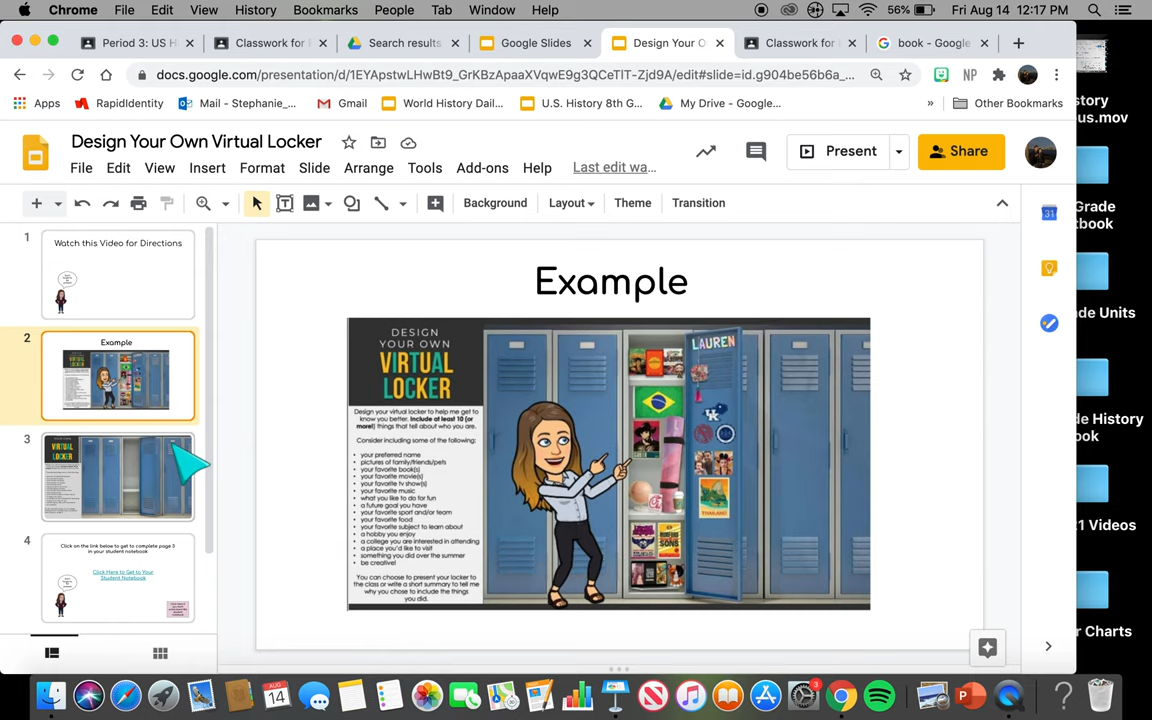 Chrome File Edit View History Bookmarks People Tab Window Help 56% Fri Aug 14 12:17 PM
Period 3: US H Classwork for Search results Google Slides Design Your O Classwork for book - Google
docs.google.com/presentation/d/1EYApstwLHwBt9_GrKBzApaaXVqwE9g3QCeTlT-Zjd9A/edit#slide=id.g904be56b6a_... NP
Apps RapidIdentity Mail - Stephanie_... Gmail World History Dail... U.S. History 8th G... My Drive - Google... » Other Bookmarks
Design Your Own Virtual Locker
File Edit View Insert Format Slide Arrange Tools Add-ons Help Last edit wa...
Present Share
Background Layout Theme Transition
31
1
Watch this Video for Directions
2
Example
3
VIRTUAL
LOCKER
4
Click on the link below to get to complete page 3
in your student notebook
Click Here to Get to Your
Student Notebook
Example
DESIGN
YOUR OWN
VIRTUAL
LOCKER
Design your virtual locker to help me get to
know you better. Include at least 10 (or
more!) things that tell about who you are.
Consider including some of the following:
• your preferred name
• pictures of family/friends/pets
• your favorite book(s)
• your favorite movie(s)
• your favorite tv show(s)
• your favorite music
• what you like to do for fun
• a future goal you have
• your favorite sport and/or team
• your favorite food
• your favorite subject to learn about
• a hobby you enjoy
• a college you are interested in attending
• a place you'd like to visit
• something you did over the summer
• be creative!
You can choose to present your locker to
the class or write a short summary to tell me
why you chose to include the things
you did.
LAUREN
THAILAND
story
us.mov
Grade
tbook
de Units
de History
book
21 Videos
r Charts
AUG
14
3